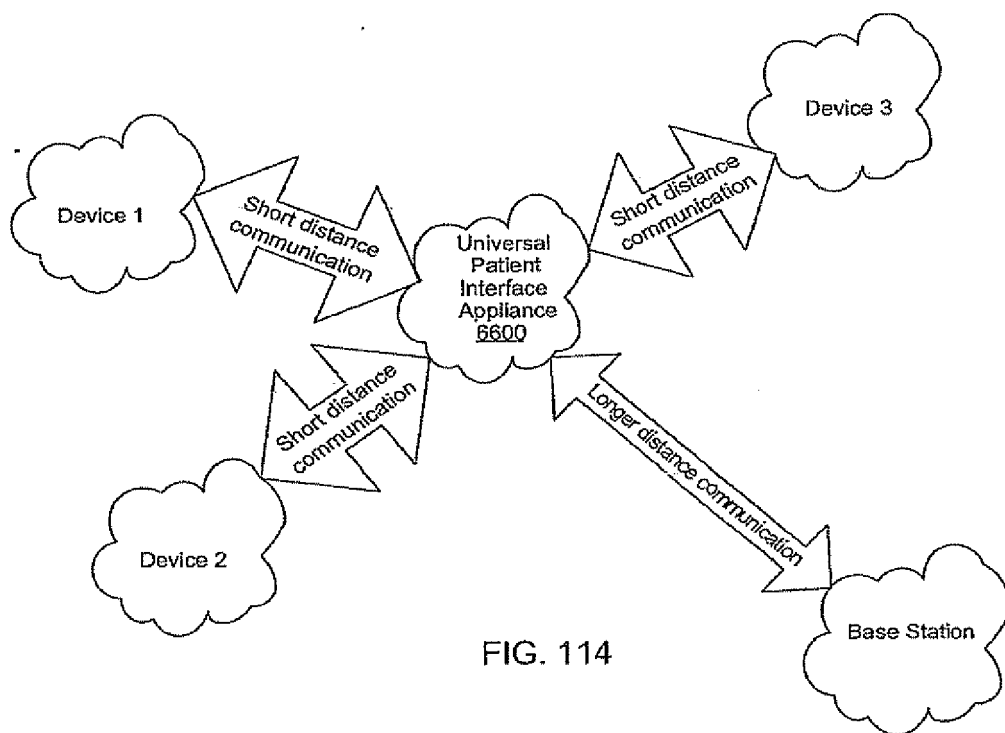 Device 3
Device 1
Short distance
communication
Short distance
communication
Universal
Patient
Interface
Appliance
6600
Short distance
communication
Longer distance communication
Device 2
Base Station
FIG. 114